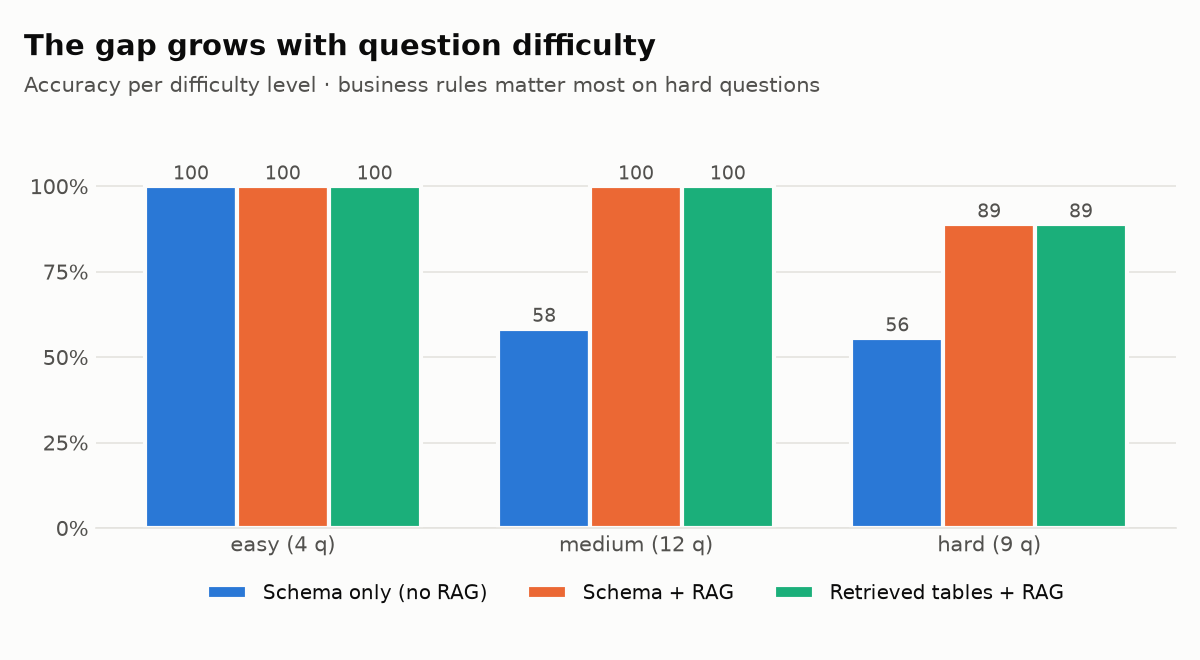 The gap grows with question difficulty
Accuracy per difficulty level · business rules matter most on hard questions
100 100 100 100 100
100%
89 89
75%
58
56
50%
25%
0%
easy (4 q) medium (12 q) hard (9 q)
Schema only (no RAG) Schema + RAG Retrieved tables + RAG